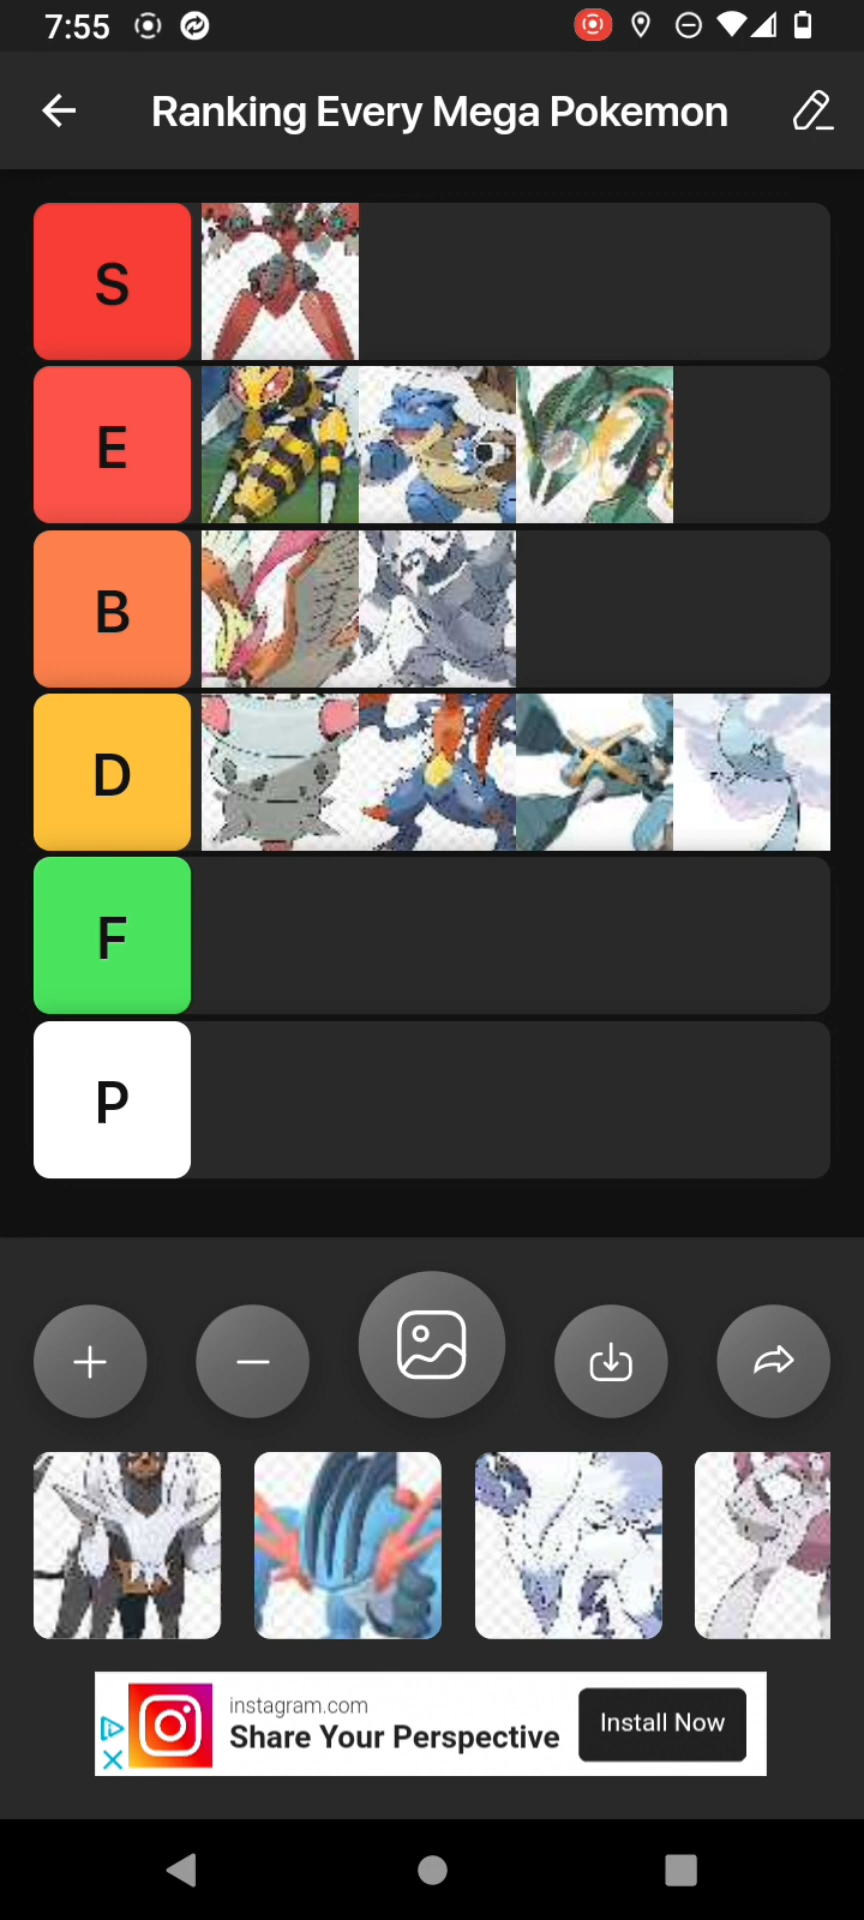 7:55
Ranking Every Mega Pokemon
S
E
B
D
F
P
instagram.com
Share Your Perspective
Install Now